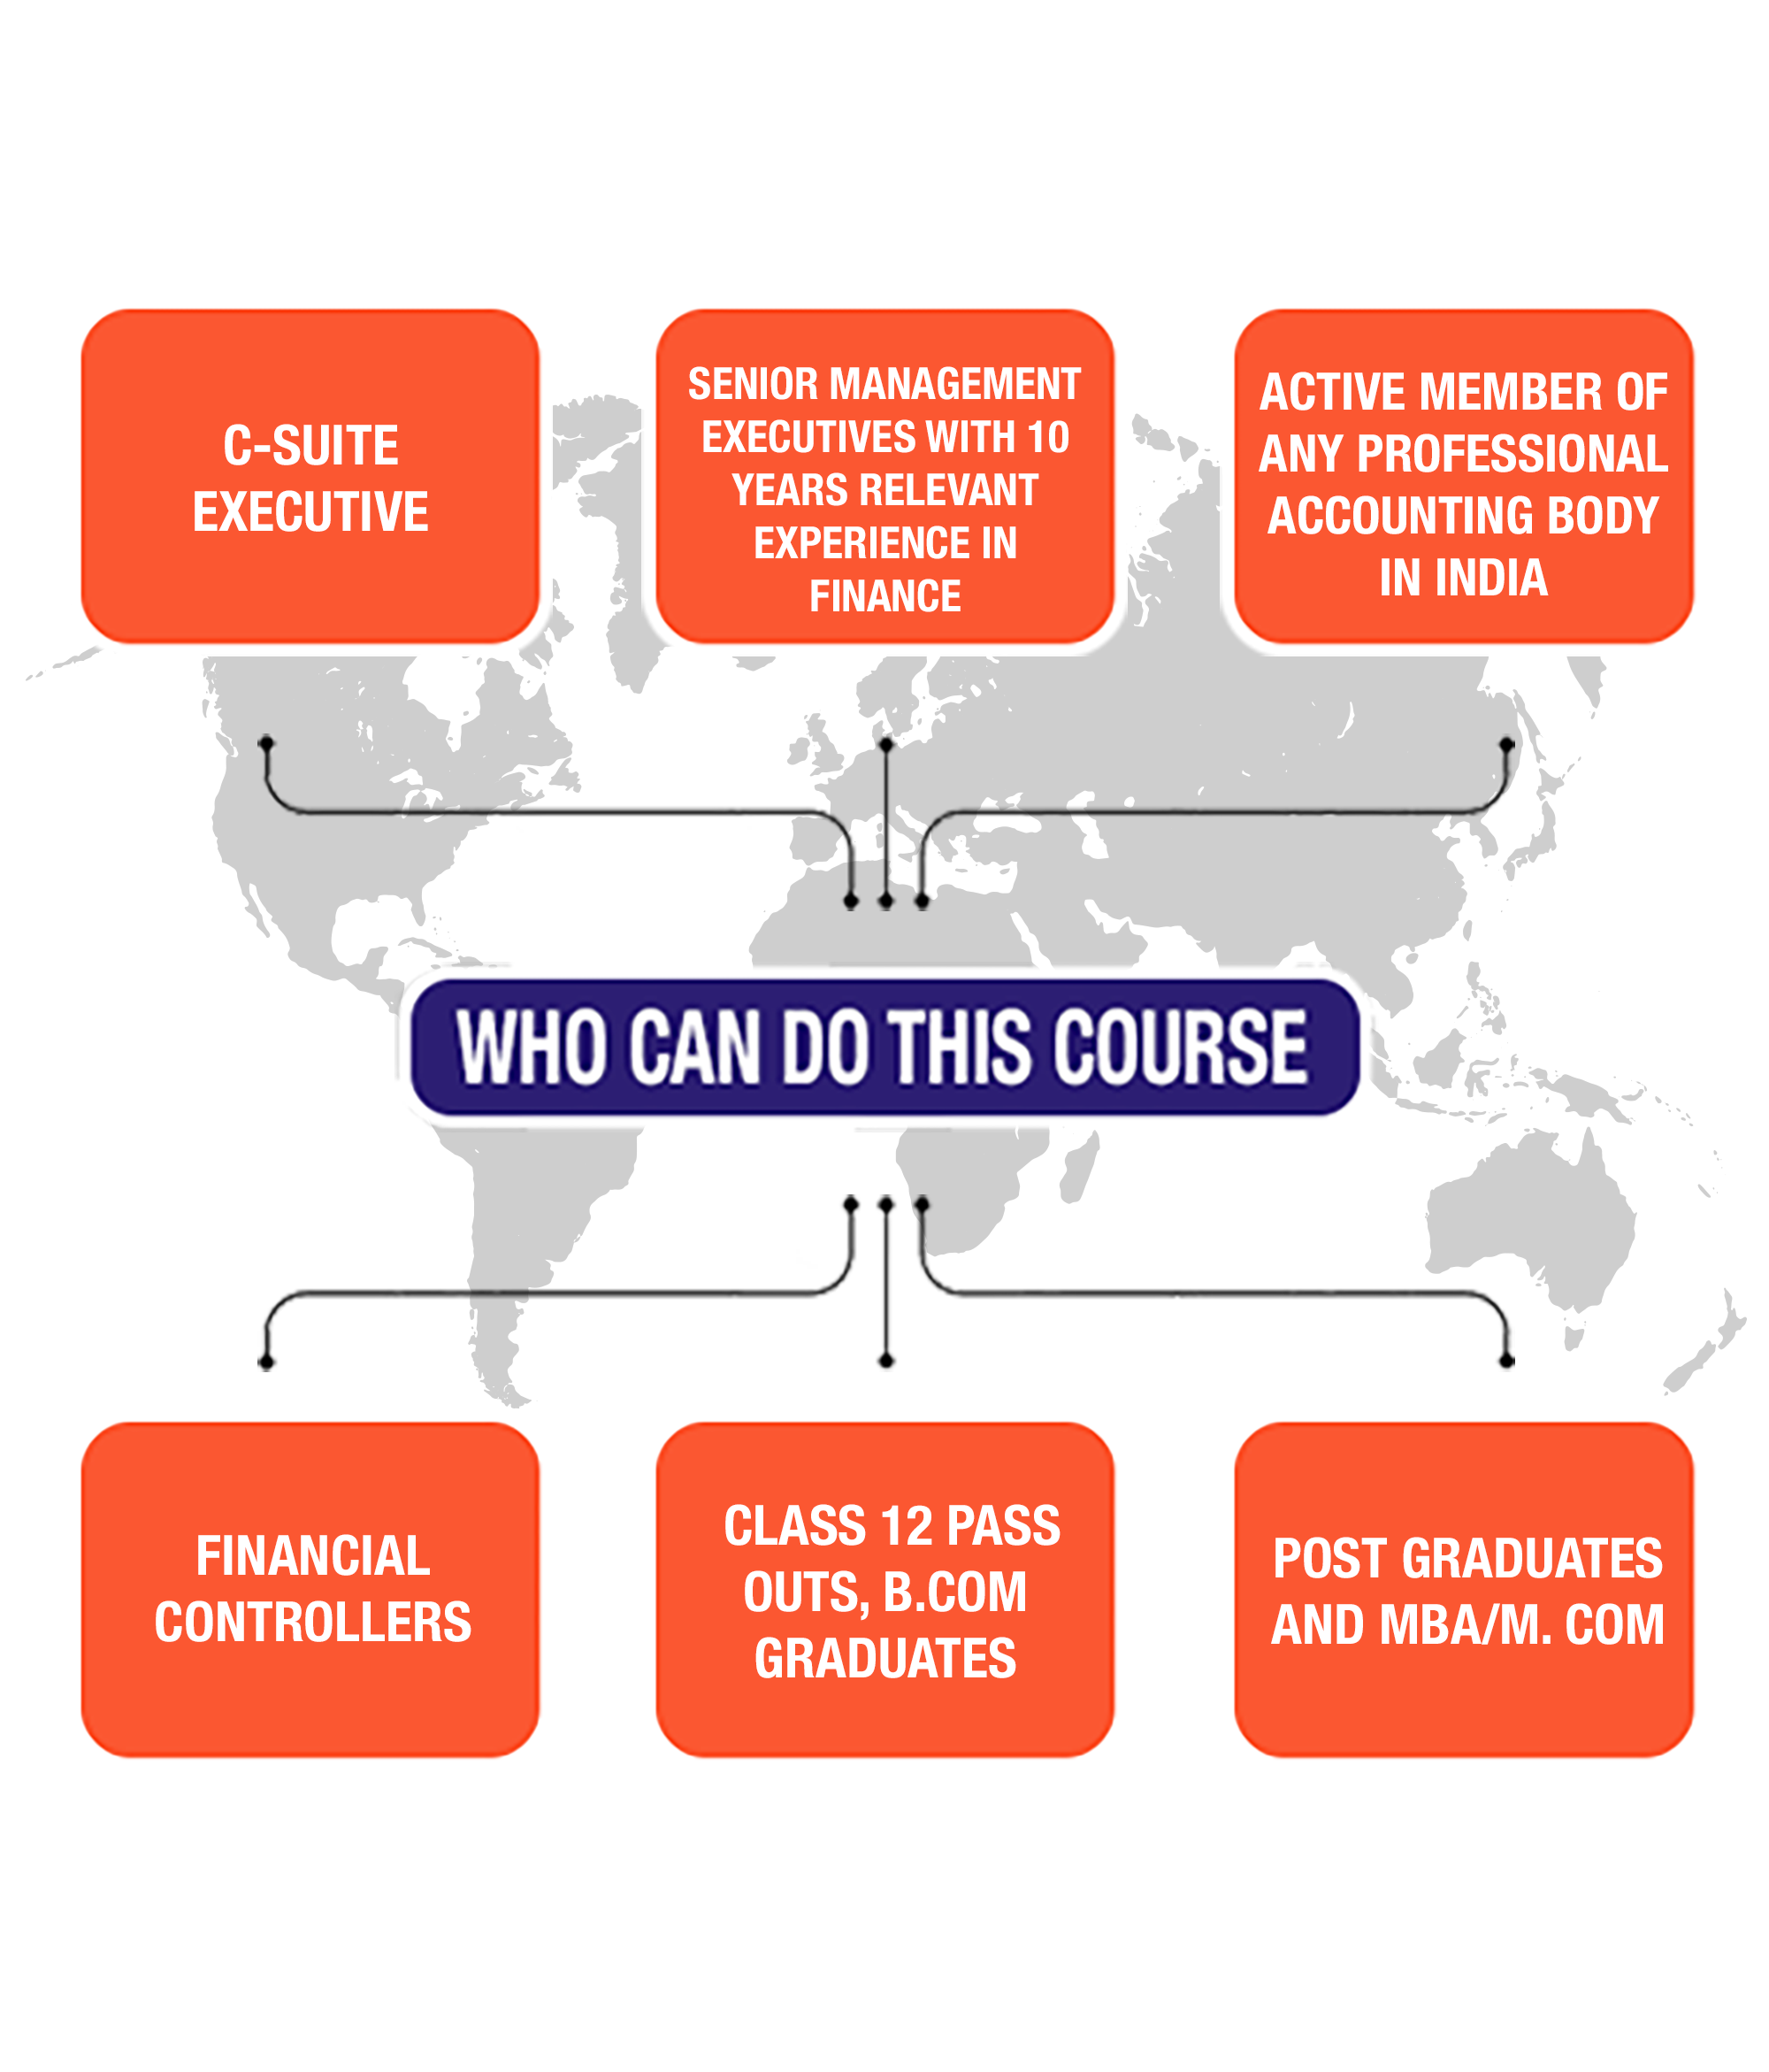 C-SUITE
EXECUTIVE
SENIOR MANAGEMENT
EXECUTIVES WITH 10
YEARS RELEVANT
EXPERIENCE IN
FINANCE
ACTIVE MEMBER OF
ANY PROFESSIONAL
ACCOUNTING BODY
IN INDIA
WHO CAN DO THIS COURSE
FINANCIAL
CONTROLLERS
CLASS 12 PASS
OUTS, B.COM
GRADUATES
POST GRADUATES
AND MBA/M. COM